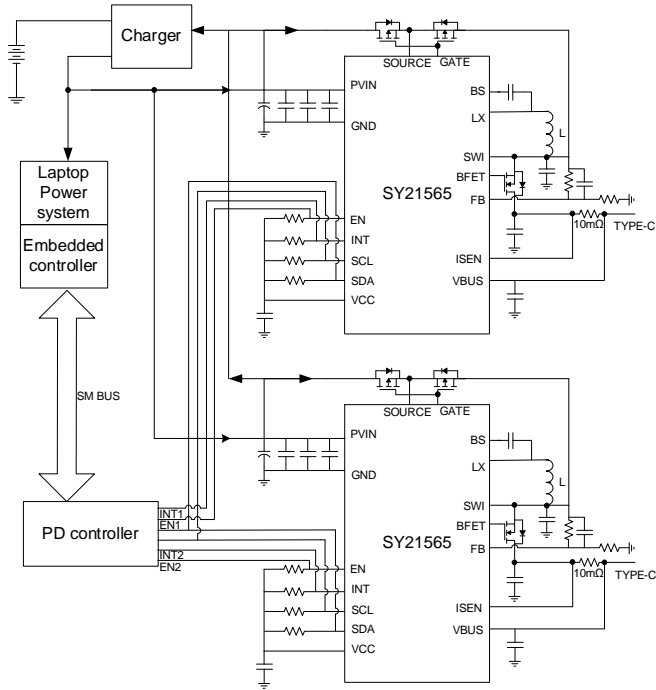 Charger
SOURCE
GATE
PVIN
GND
BS
LX
L
SWI
BFET
FB
SY21565
Laptop
Power
system
Embedded
controller
EN
INT
SCL
SDA
VCC
10mΩ
TYPE-C
ISEN
VBUS
SM BUS
SOURCE
GATE
PVIN
GND
BS
LX
L
SWI
BFET
FB
SY21565
PD controller
INT1
EN1
INT2
EN2
EN
INT
SCL
SDA
VCC
10mΩ
TYPE-C
ISEN
VBUS